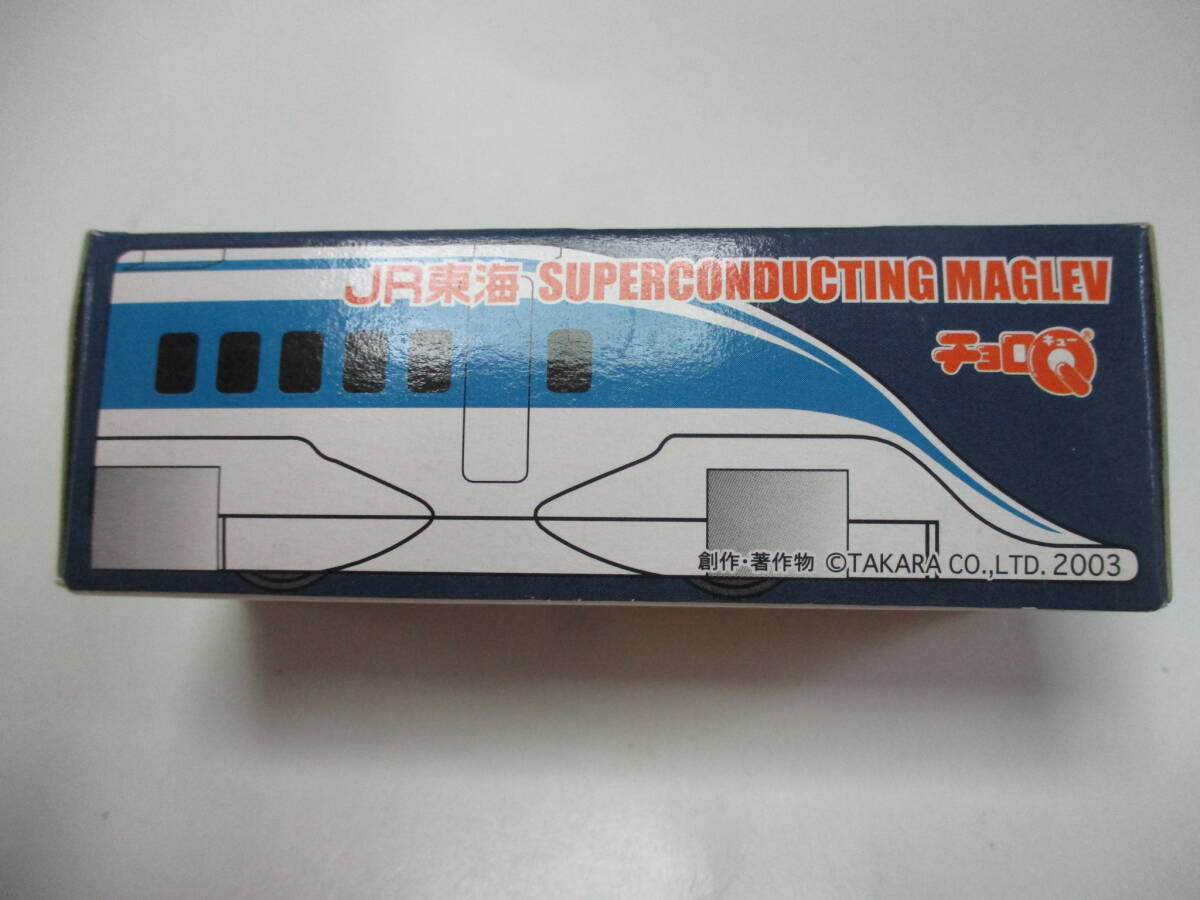 JR東海 SUPERCONDUCTING MAGLEV
チョロQ
キュー
創作・著作物 ©TAKARA CO.,LTD. 2003